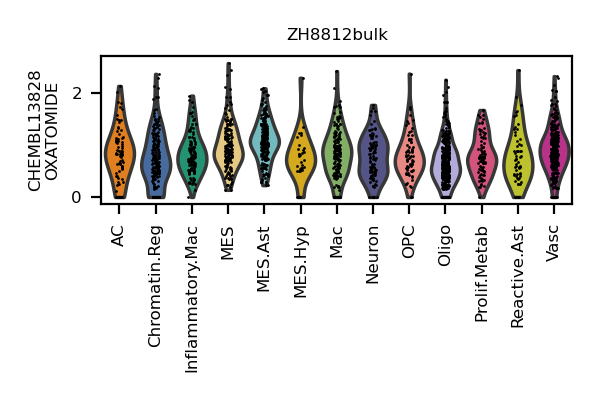 ZH8812bulk
CHEMBL13828
OXATOMIDE
2
0
AC
Chromatin.Reg
Inflammatory.Mac
MES
MES.Ast
MES.Hyp
Mac
Neuron
OPC
Oligo
Prolif.Metab
Reactive.Ast
Vasc